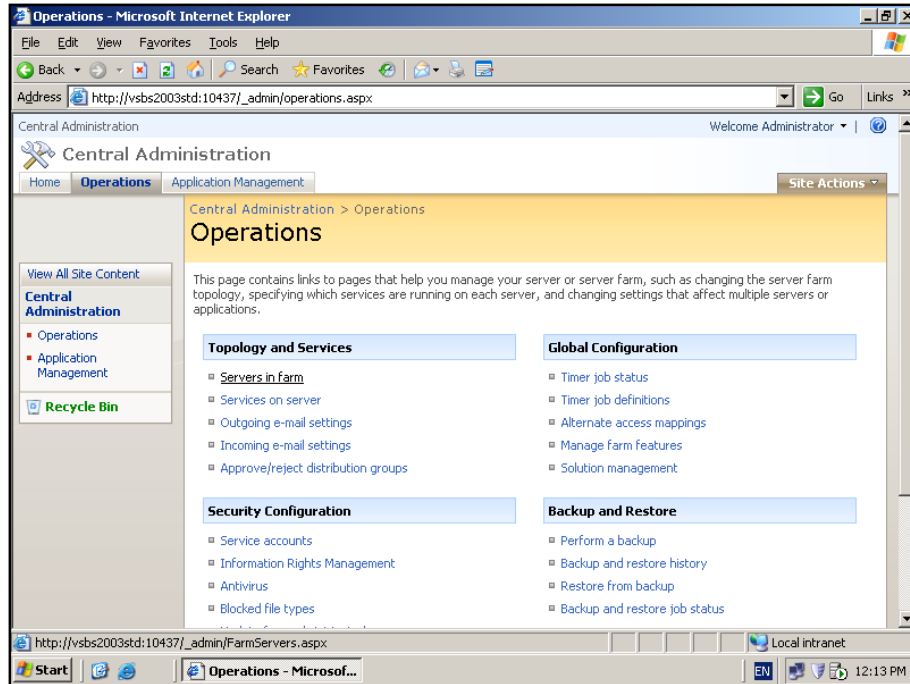 Operations - Microsoft Internet Explorer
File Edit View Favorites Tools Help
Back Search Favorites
Address http://vsbs2003std:10437/_admin/operations.aspx Go Links »
Central Administration Welcome Administrator
Central Administration
Home Operations Application Management Site Actions
Central Administration > Operations
Operations
View All Site Content
Central
Administration
Operations
Application
Management
Recycle Bin
This page contains links to pages that help you manage your server or server farm, such as changing the server farm
topology, specifying which services are running on each server, and changing settings that affect multiple servers or
applications.
Topology and Services
Servers in farm
Services on server
Outgoing e-mail settings
Incoming e-mail settings
Approve/reject distribution groups
Global Configuration
Timer job status
Timer job definitions
Alternate access mappings
Manage farm features
Solution management
Security Configuration
Service accounts
Information Rights Management
Antivirus
Blocked file types
Backup and Restore
Perform a backup
Backup and restore history
Restore from backup
Backup and restore job status
http://vsbs2003std:10437/_admin/FarmServers.aspx Local intranet
Start Operations - Microsof... EN 12:13 PM